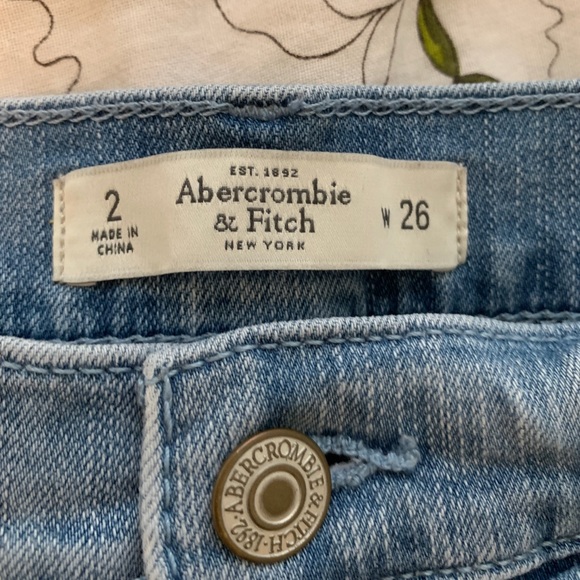 EST. 1892
Abercrombie
& Fitch
NEW YORK
2
MADE IN
CHINA
W 26
ABERCROMBIE & FITCH · 1892 ·